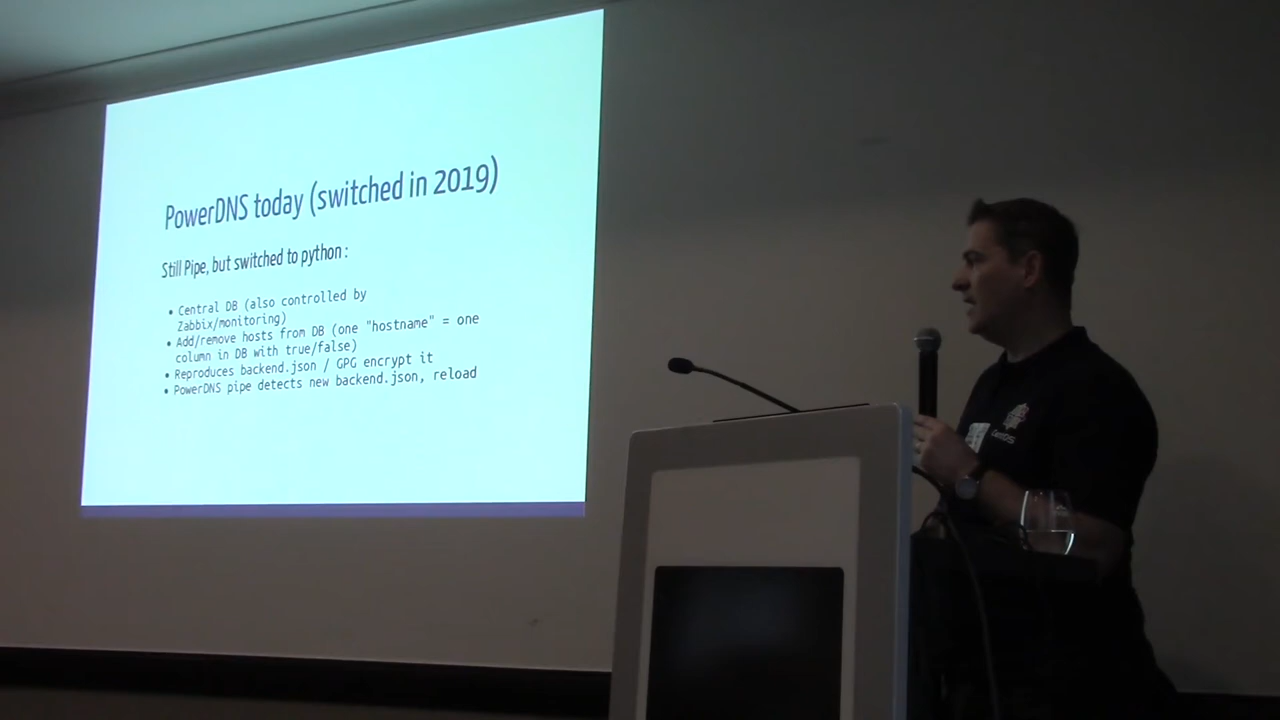 PowerDNS today (switched in 2019)
Still Pipe, but switched to python :
• Central DB (also controlled by
Zabbix/monitoring)
• Add/remove hosts from DB (one "hostname" = one
column in DB with true/false)
• Reproduces backend.json / GPG encrypt it
• PowerDNS pipe detects new backend.json, reload
CentOS